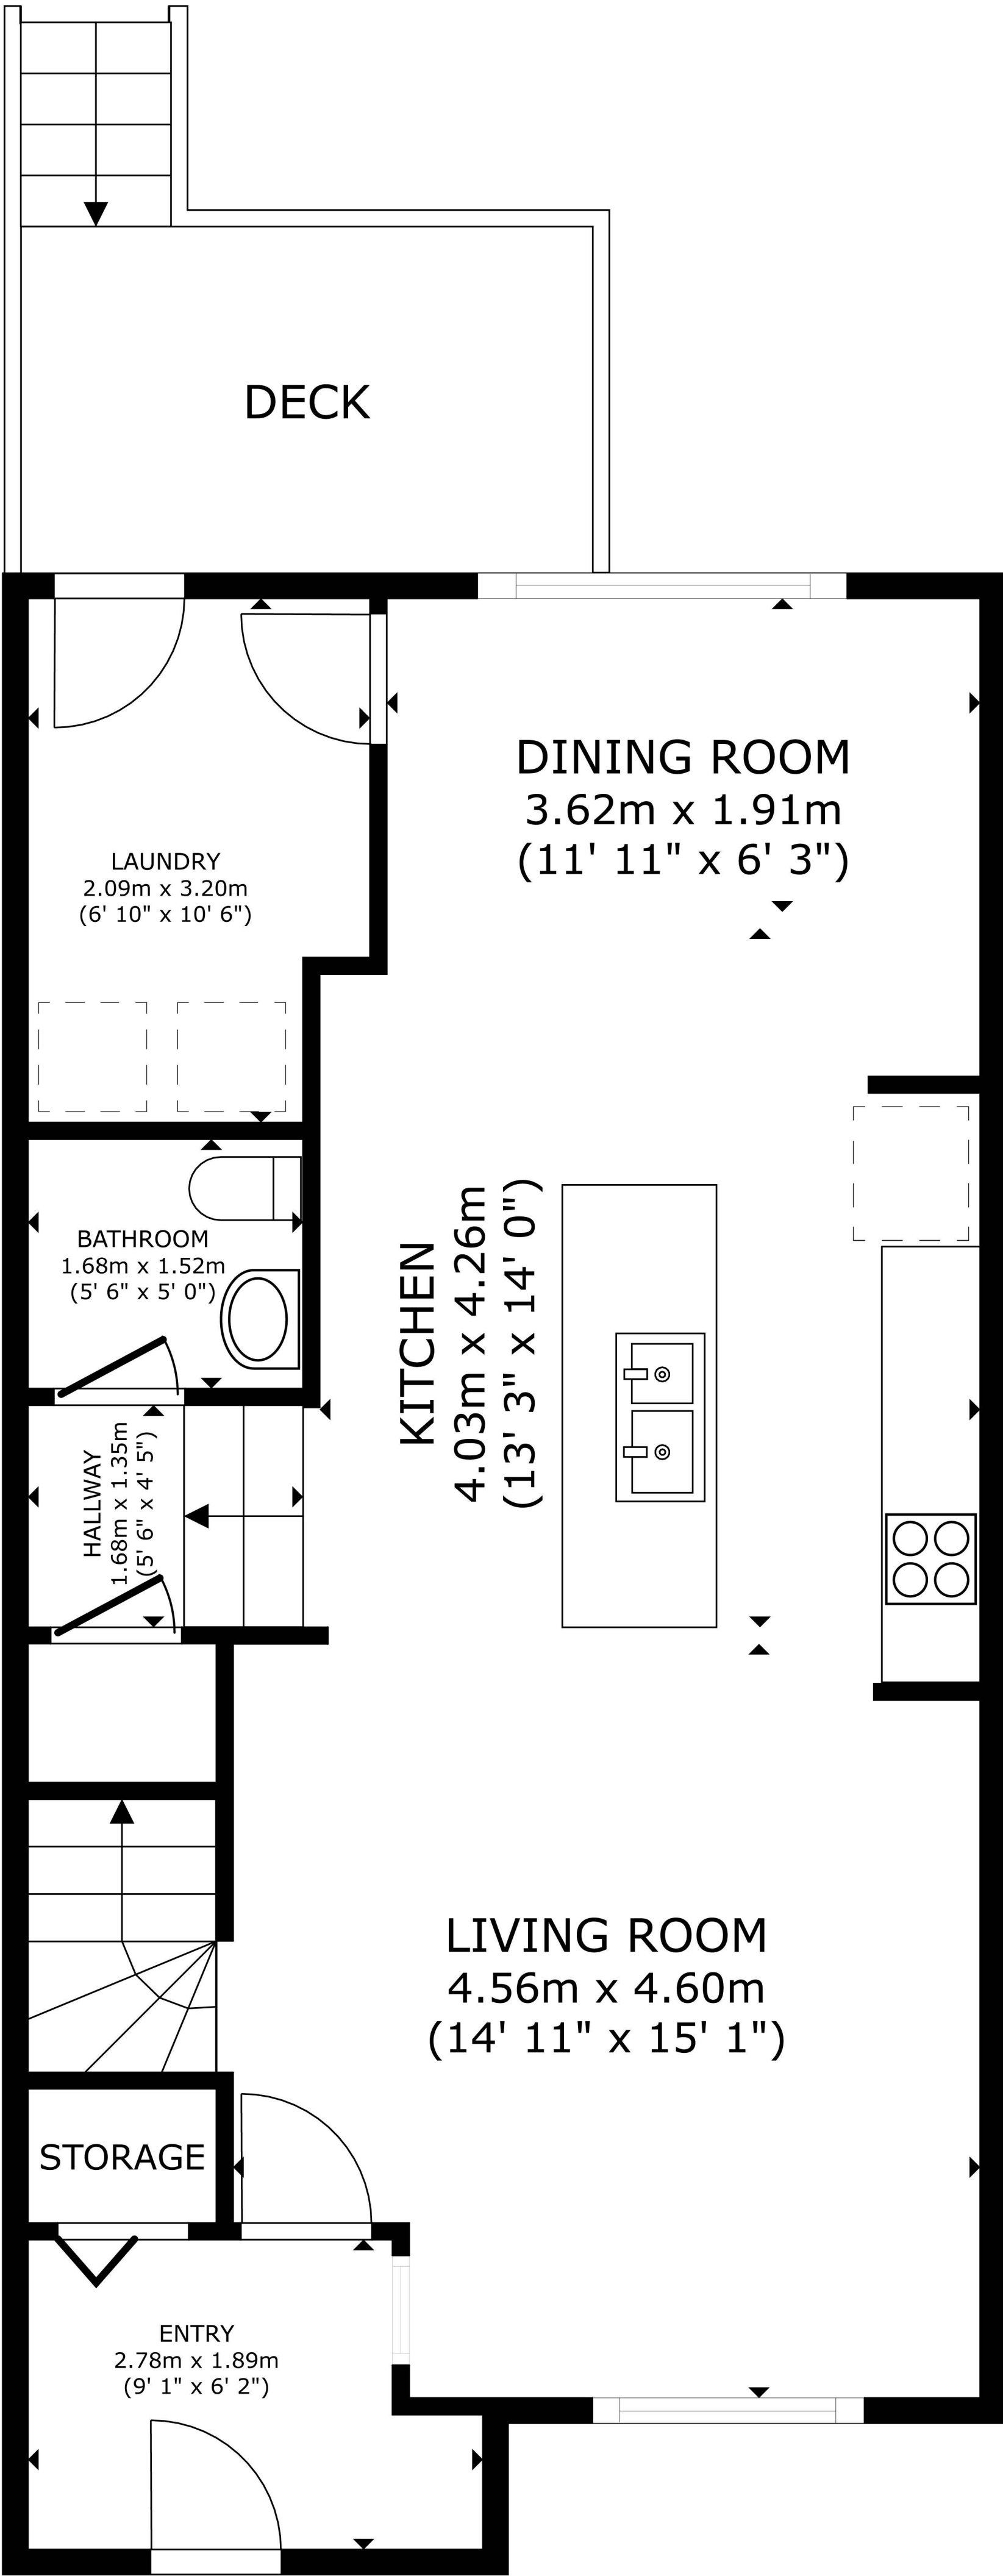 DECK
DINING ROOM
3.62m x 1.91m
(11' 11" x 6' 3")
LAUNDRY
2.09m x 3.20m
(6' 10" x 10' 6")
KITCHEN
4.03m x 4.26m
(13' 3" x 14' 0")
BATHROOM
1.68m x 1.52m
(5' 6" x 5' 0")
HALLWAY
1.68m x 1.35m
(5' 6" x 4' 5")
LIVING ROOM
4.56m x 4.60m
(14' 11" x 15' 1")
STORAGE
ENTRY
2.78m x 1.89m
(9' 1" x 6' 2")